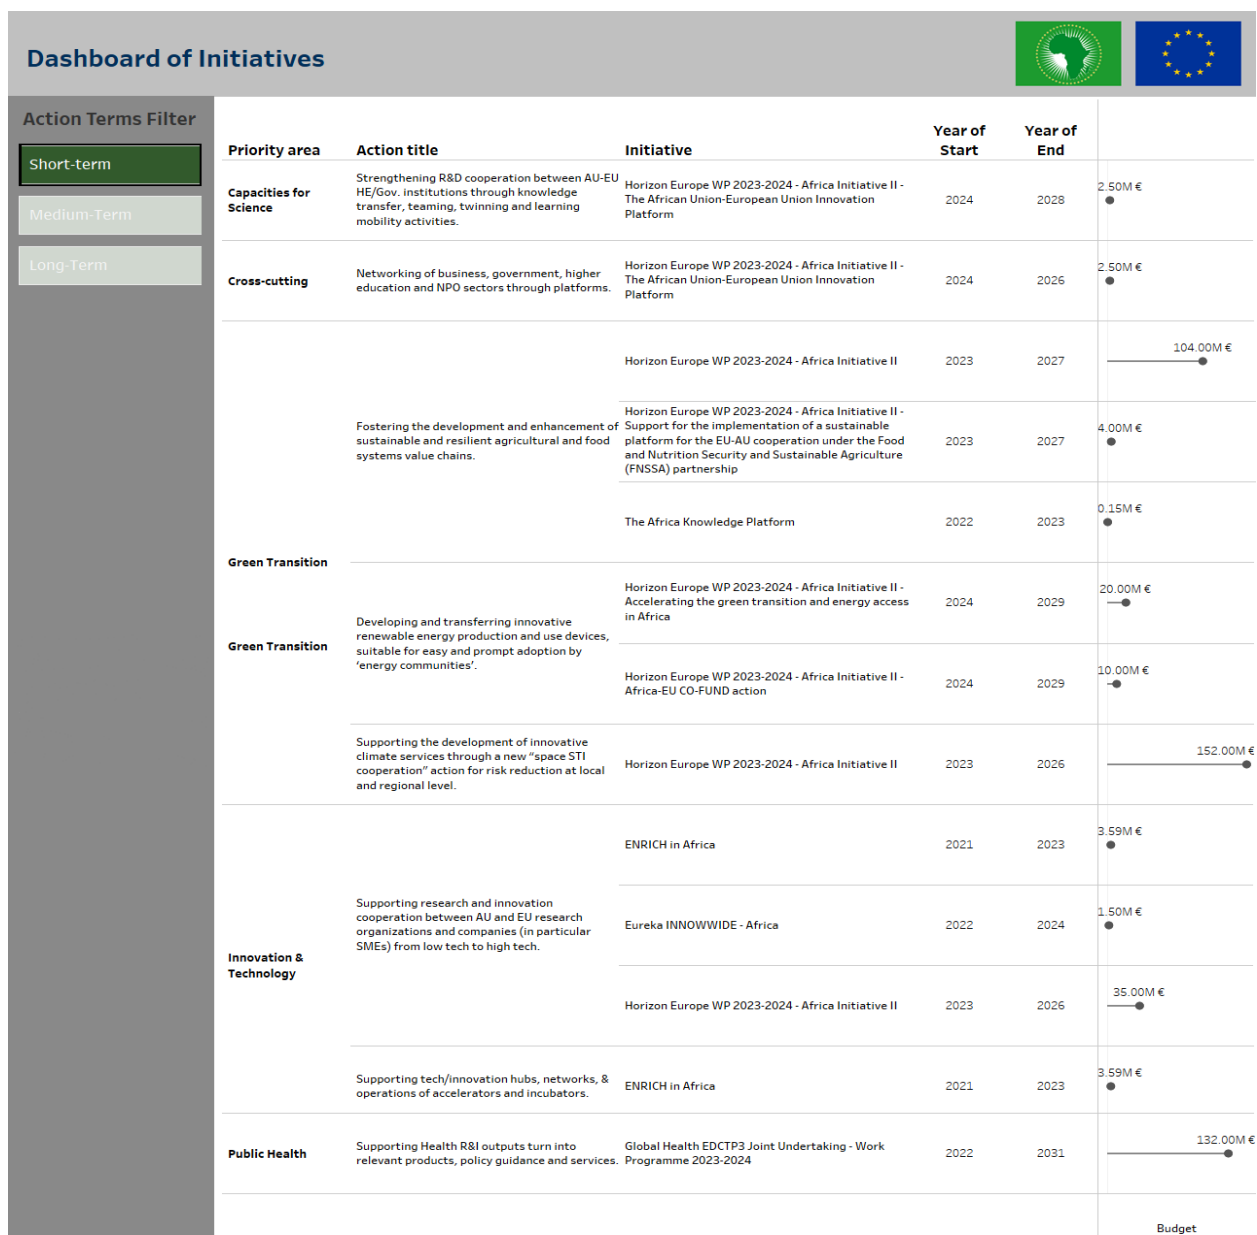 Dashboard of Initiatives
Action Terms Filter
Short-term
Medium-Term
Long-Term
Priority area
Action title
Initiative
Year of
Start
Year of
End
Capacities for
Science
Strengthening R&D cooperation between AU-EU
HE/Gov. institutions through knowledge
transfer, teaming, twinning and learning
mobility activities.
Horizon Europe WP 2023-2024 - Africa Initiative II -
The African Union-European Union Innovation
Platform
2024
2028
2.50M €
Cross-cutting
Networking of business, government, higher
education and NPO sectors through platforms.
Horizon Europe WP 2023-2024 - Africa Initiative II -
The African Union-European Union Innovation
Platform
2024
2026
2.50M €
Green Transition
Fostering the development and enhancement of
sustainable and resilient agricultural and food
systems value chains.
Horizon Europe WP 2023-2024 - Africa Initiative II
2023
2027
104.00M €
Horizon Europe WP 2023-2024 - Africa Initiative II -
Support for the implementation of a sustainable
platform for the EU-AU cooperation under the Food
and Nutrition Security and Sustainable Agriculture
(FNSSA) partnership
2023
2027
4.00M €
The Africa Knowledge Platform
2022
2023
0.15M €
Green Transition
Developing and transferring innovative
renewable energy production and use devices,
suitable for easy and prompt adoption by
‘energy communities’.
Horizon Europe WP 2023-2024 - Africa Initiative II -
Accelerating the green transition and energy access
in Africa
2024
2029
20.00M €
Horizon Europe WP 2023-2024 - Africa Initiative II -
Africa-EU CO-FUND action
2024
2029
10.00M €
Supporting the development of innovative
climate services through a new “space STI
cooperation” action for risk reduction at local
and regional level.
Horizon Europe WP 2023-2024 - Africa Initiative II
2023
2026
152.00M €
Innovation &
Technology
Supporting research and innovation
cooperation between AU and EU research
organizations and companies (in particular
SMEs) from low tech to high tech.
ENRICH in Africa
2021
2023
3.59M €
Eureka INNOWWIDE - Africa
2022
2024
1.50M €
Horizon Europe WP 2023-2024 - Africa Initiative II
2023
2026
35.00M €
Supporting tech/innovation hubs, networks, &
operations of accelerators and incubators.
ENRICH in Africa
2021
2023
3.59M €
Public Health
Supporting Health R&I outputs turn into
relevant products, policy guidance and services.
Global Health EDCTP3 Joint Undertaking - Work
Programme 2023-2024
2022
2031
132.00M €
Budget